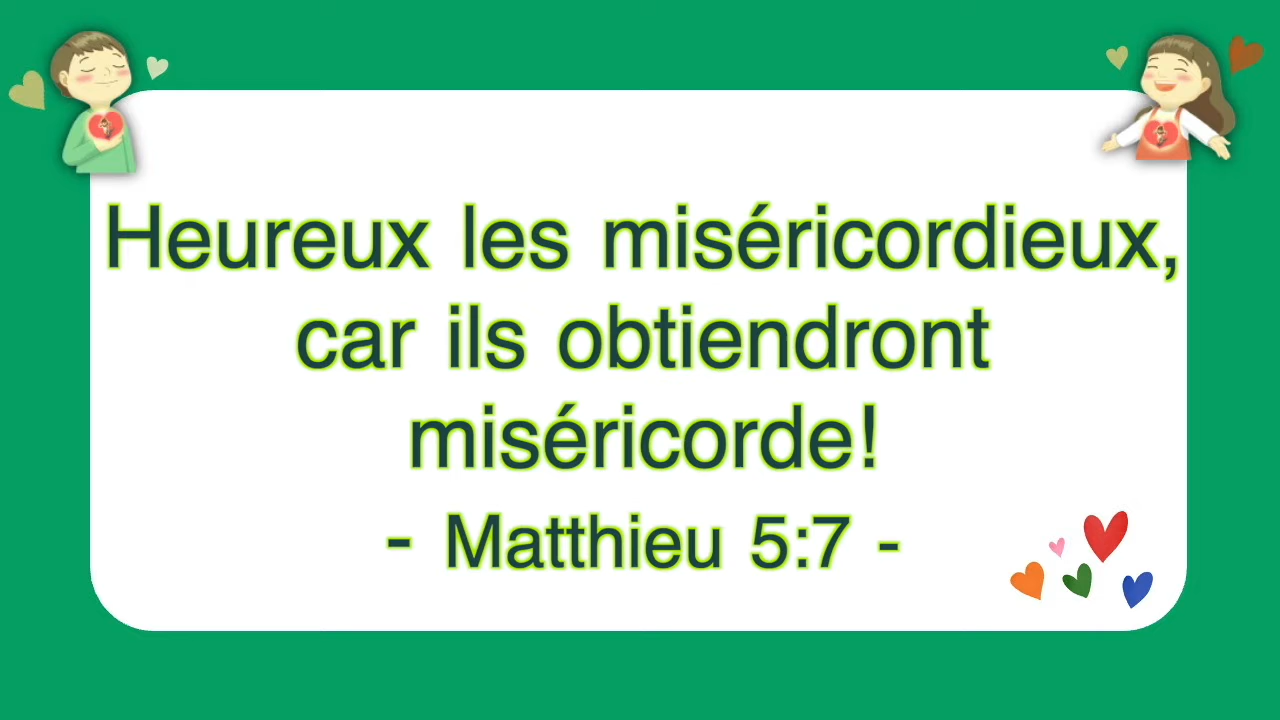 Heureux les miséricordieux,
car ils obtiendront
miséricorde!
- Matthieu 5:7 -